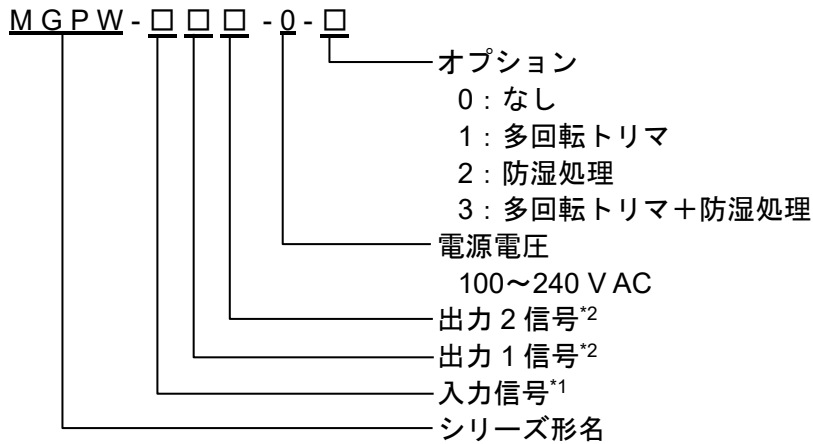 MGPW-□□□-0-□
オプション
0：なし
1：多回転トリマ
2：防湿処理
3：多回転トリマ＋防湿処理
電源電圧
100～240 V AC
出力 2 信号*2
出力 1 信号*2
入力信号*1
シリーズ形名